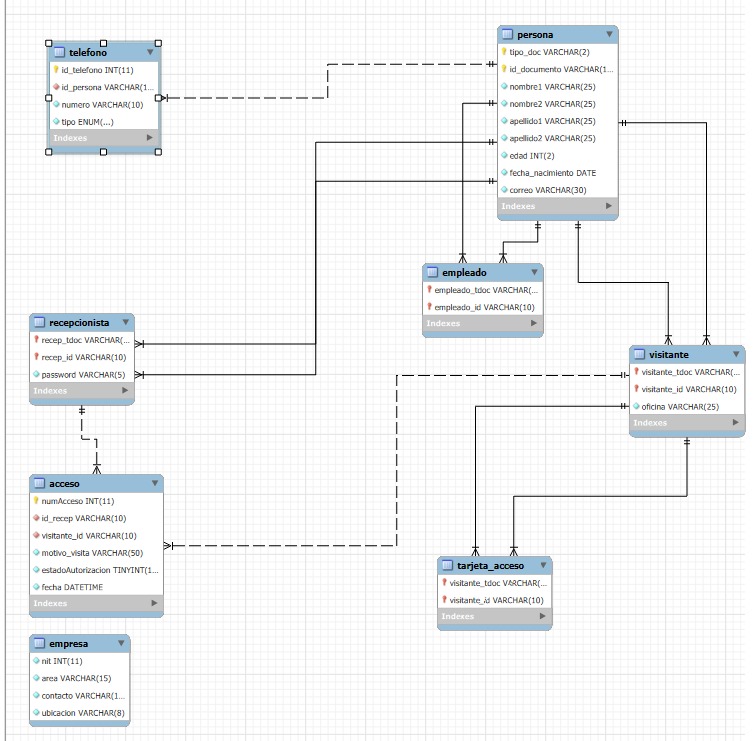 telefono
id_telefono INT(11)
id_persona VARCHAR(1...
numero VARCHAR(10)
tipo ENUM(...)
Indexes
persona
tipo_doc VARCHAR(2)
id_documento VARCHAR(1...
nombre1 VARCHAR(25)
nombre2 VARCHAR(25)
apellido1 VARCHAR(25)
apellido2 VARCHAR(25)
edad INT(2)
fecha_nacimiento DATE
correo VARCHAR(30)
Indexes
empleado
empleado_tdoc VARCHAR(...
empleado_id VARCHAR(10)
Indexes
recepcionista
recep_tdoc VARCHAR(...
recep_id VARCHAR(10)
password VARCHAR(5)
Indexes
visitante
visitante_tdoc VARCHAR(...
visitante_id VARCHAR(10)
oficina VARCHAR(25)
Indexes
acceso
numAcceso INT(11)
id_recep VARCHAR(10)
visitante_id VARCHAR(10)
motivo_visita VARCHAR(50)
estadoAutorizacion TINYINT(1...
fecha DATETIME
Indexes
tarjeta_acceso
visitante_tdoc VARCHAR(...
visitante_id VARCHAR(10)
Indexes
empresa
nit INT(11)
area VARCHAR(15)
contacto VARCHAR(1...
ubicacion VARCHAR(8)